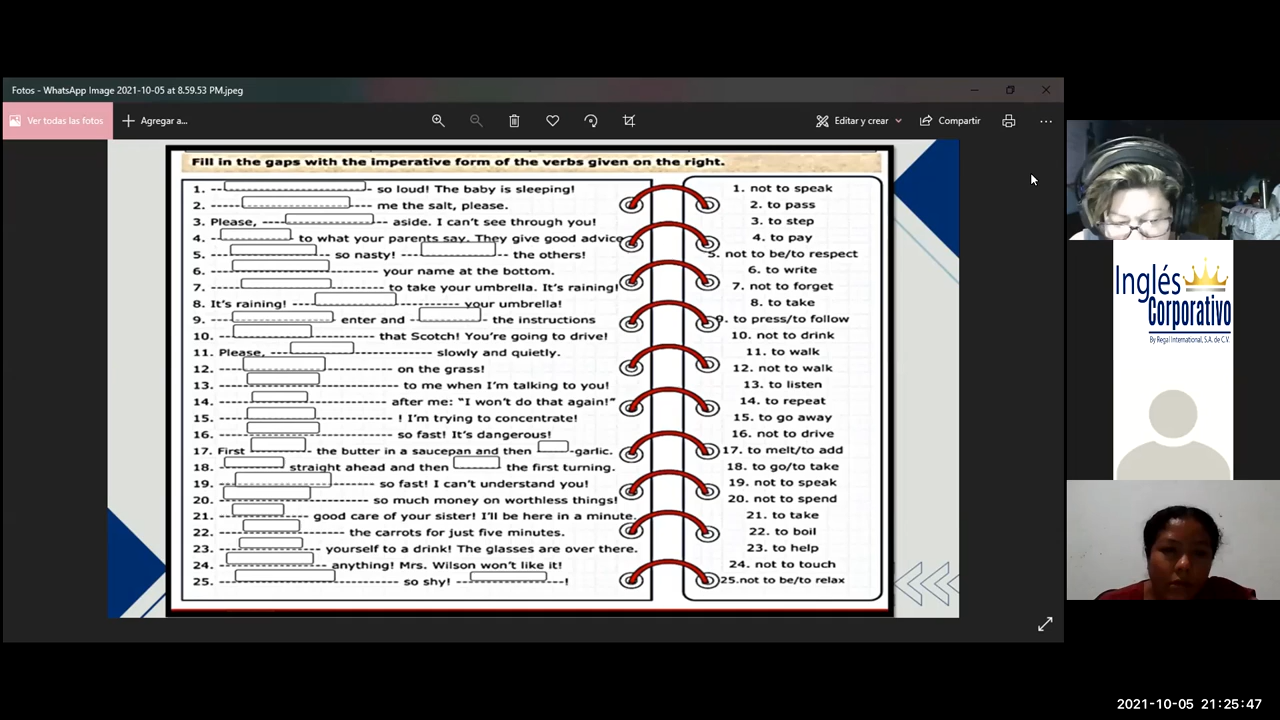 Fotos - WhatsApp Image 2021-10-05 at 8.59.53 PM.jpeg
Ver todas las fotos
Agregar a...
Editar y crear
Compartir
Fill in the gaps with the imperative form of the verbs given on the right.
1. so loud! The baby is sleeping!
2. me the salt, please.
3. Please, aside. I can't see through you!
4. to what your parents say. They give good advice
5. so nasty! the others!
6. your name at the bottom.
7. to take your umbrella. It's raining!
8. It's raining! your umbrella!
9. enter and the instructions
10. that Scotch! You're going to drive!
11. Please, slowly and quietly.
12. on the grass!
13. to me when I'm talking to you!
14. after me: "I won't do that again!"
15. ! I'm trying to concentrate!
16. so fast! It's dangerous!
17. First the butter in a saucepan and then garlic.
18. straight ahead and then the first turning.
19. so fast! I can't understand you!
20. so much money on worthless things!
21. good care of your sister! I'll be here in a minute.
22. the carrots for just five minutes.
23. yourself to a drink! The glasses are over there.
24. anything! Mrs. Wilson won't like it!
25. so shy! !
1. not to speak
2. to pass
3. to step
4. to pay
5. not to be/to respect
6. to write
7. not to forget
8. to take
9. to press/to follow
10. not to drink
11. to walk
12. not to walk
13. to listen
14. to repeat
15. to go away
16. not to drive
17. to melt/to add
18. to go/to take
19. not to speak
20. not to spend
21. to take
22. to boil
23. to help
24. not to touch
25.not to be/to relax
Inglés
Corporativo
By Regal International, S.A. de C.V.
2021-10-05 21:25:47